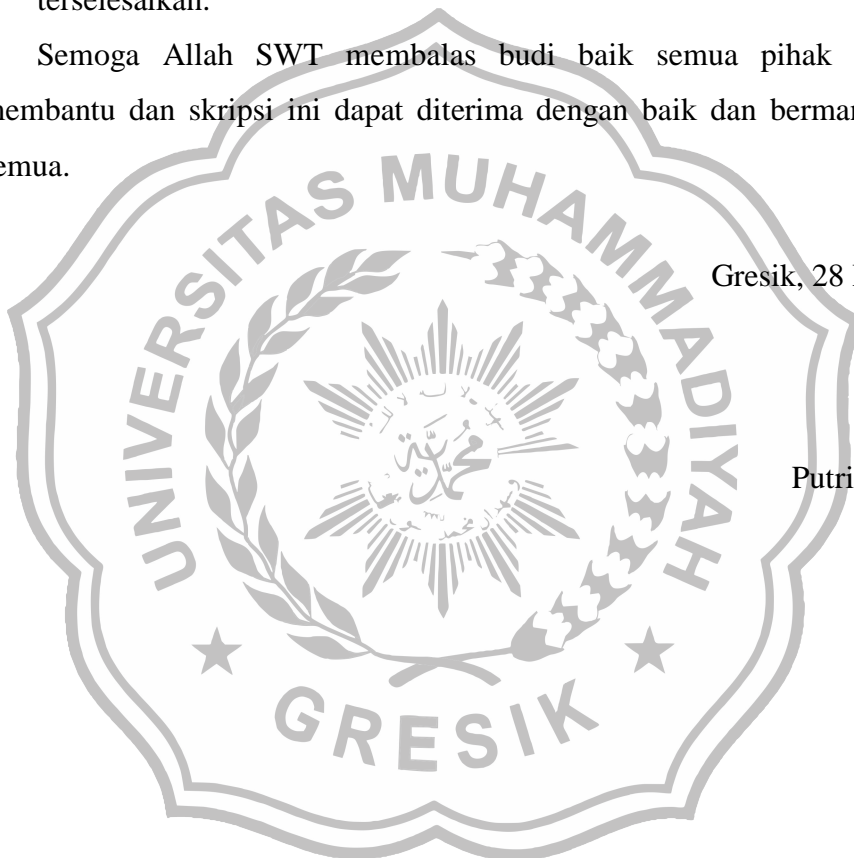 terselesaikan.
Semoga Allah SWT membalas budi baik semua pihak
membantu dan skripsi ini dapat diterima dengan baik dan
semua.
Gresik, 28
Putri
UNIVERSITAS MUHAMMADIYAH
محمدية
GRESIK